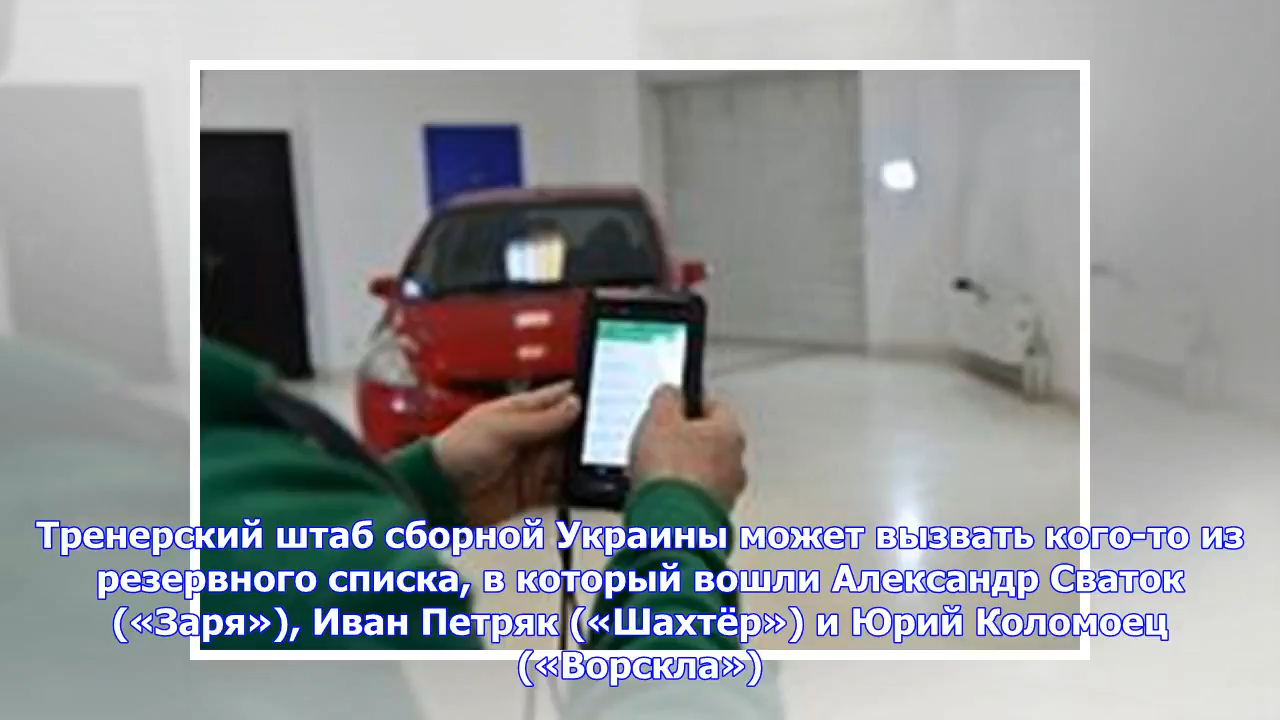 Тренерский штаб сборной Украины может вызвать кого-то из
резервного списка, в который вошли Александр Сваток
(«Заря»), Иван Петряк («Шахтёр») и Юрий Коломоец
(«Ворскла»)